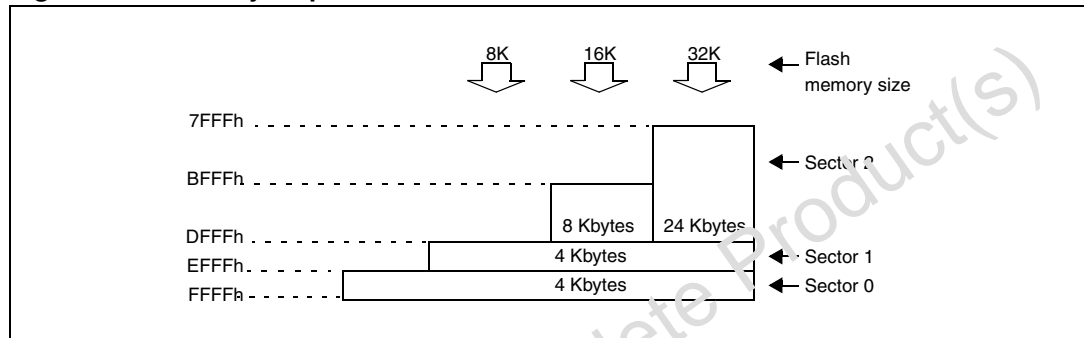 8K 16K 32K
Flash
memory size
7FFFh
Sector 2
BFFFh
8 Kbytes 24 Kbytes
DFFFh
4 Kbytes
Sector 1
EFFFh
4 Kbytes
Sector 0
FFFFh
Product(s)